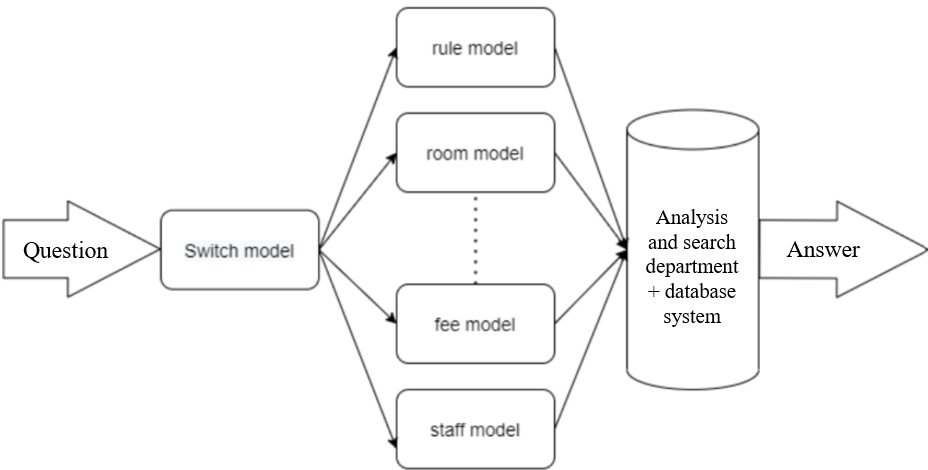 rule model
room model
Question
Switch model
Analysis
and search
department
+ database
system
Answer
fee model
staff model